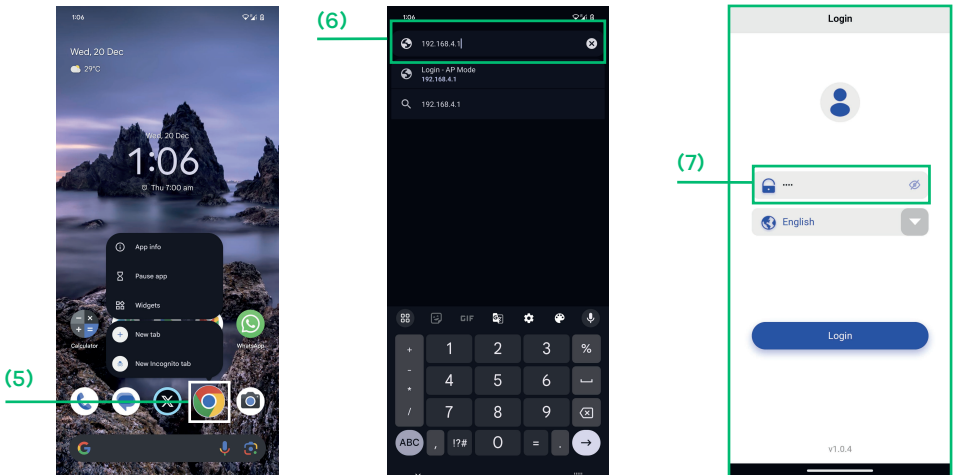 1:06
Wed, 20 Dec
29°C
Wed, 20 Dec
1:06
Thu 7:00 am
App info
Pause app
Widgets
New tab
New Incognito tab
Calculator
WhatsApp
(5)
(6)
1:06
192.168.4.1
Login - AP Mode
192.168.4.1
192.168.4.1
GIF
+ 1 2 3 %
- 4 5 6
*
/ 7 8 9
ABC , !?# 0 = . →
(7)
Login
••••
English
Login
v1.0.4